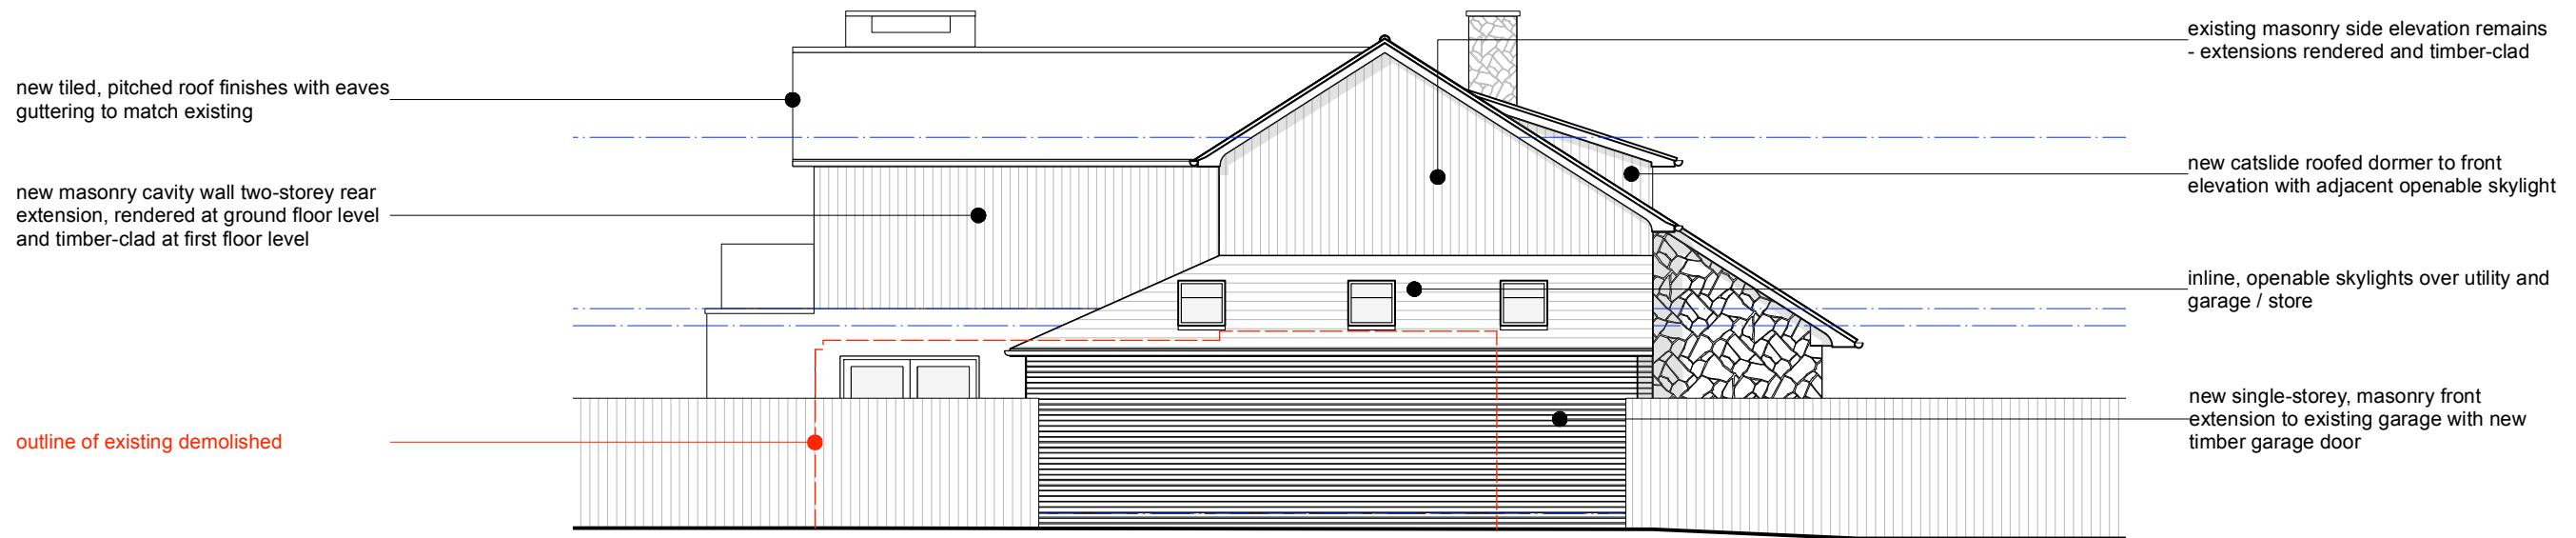 new tiled, pitched roof finishes with eaves
guttering to match existing
new masonry cavity wall two-storey rear
extension, rendered at ground floor level
and timber-clad at first floor level
outline of existing demolished
existing masonry side elevation remains
- extensions rendered and timber-clad
new catslide roofed dormer to front
elevation with adjacent openable skylight
inline, openable skylights over utility and
garage / store
new single-storey, masonry front
extension to existing garage with new
timber garage door